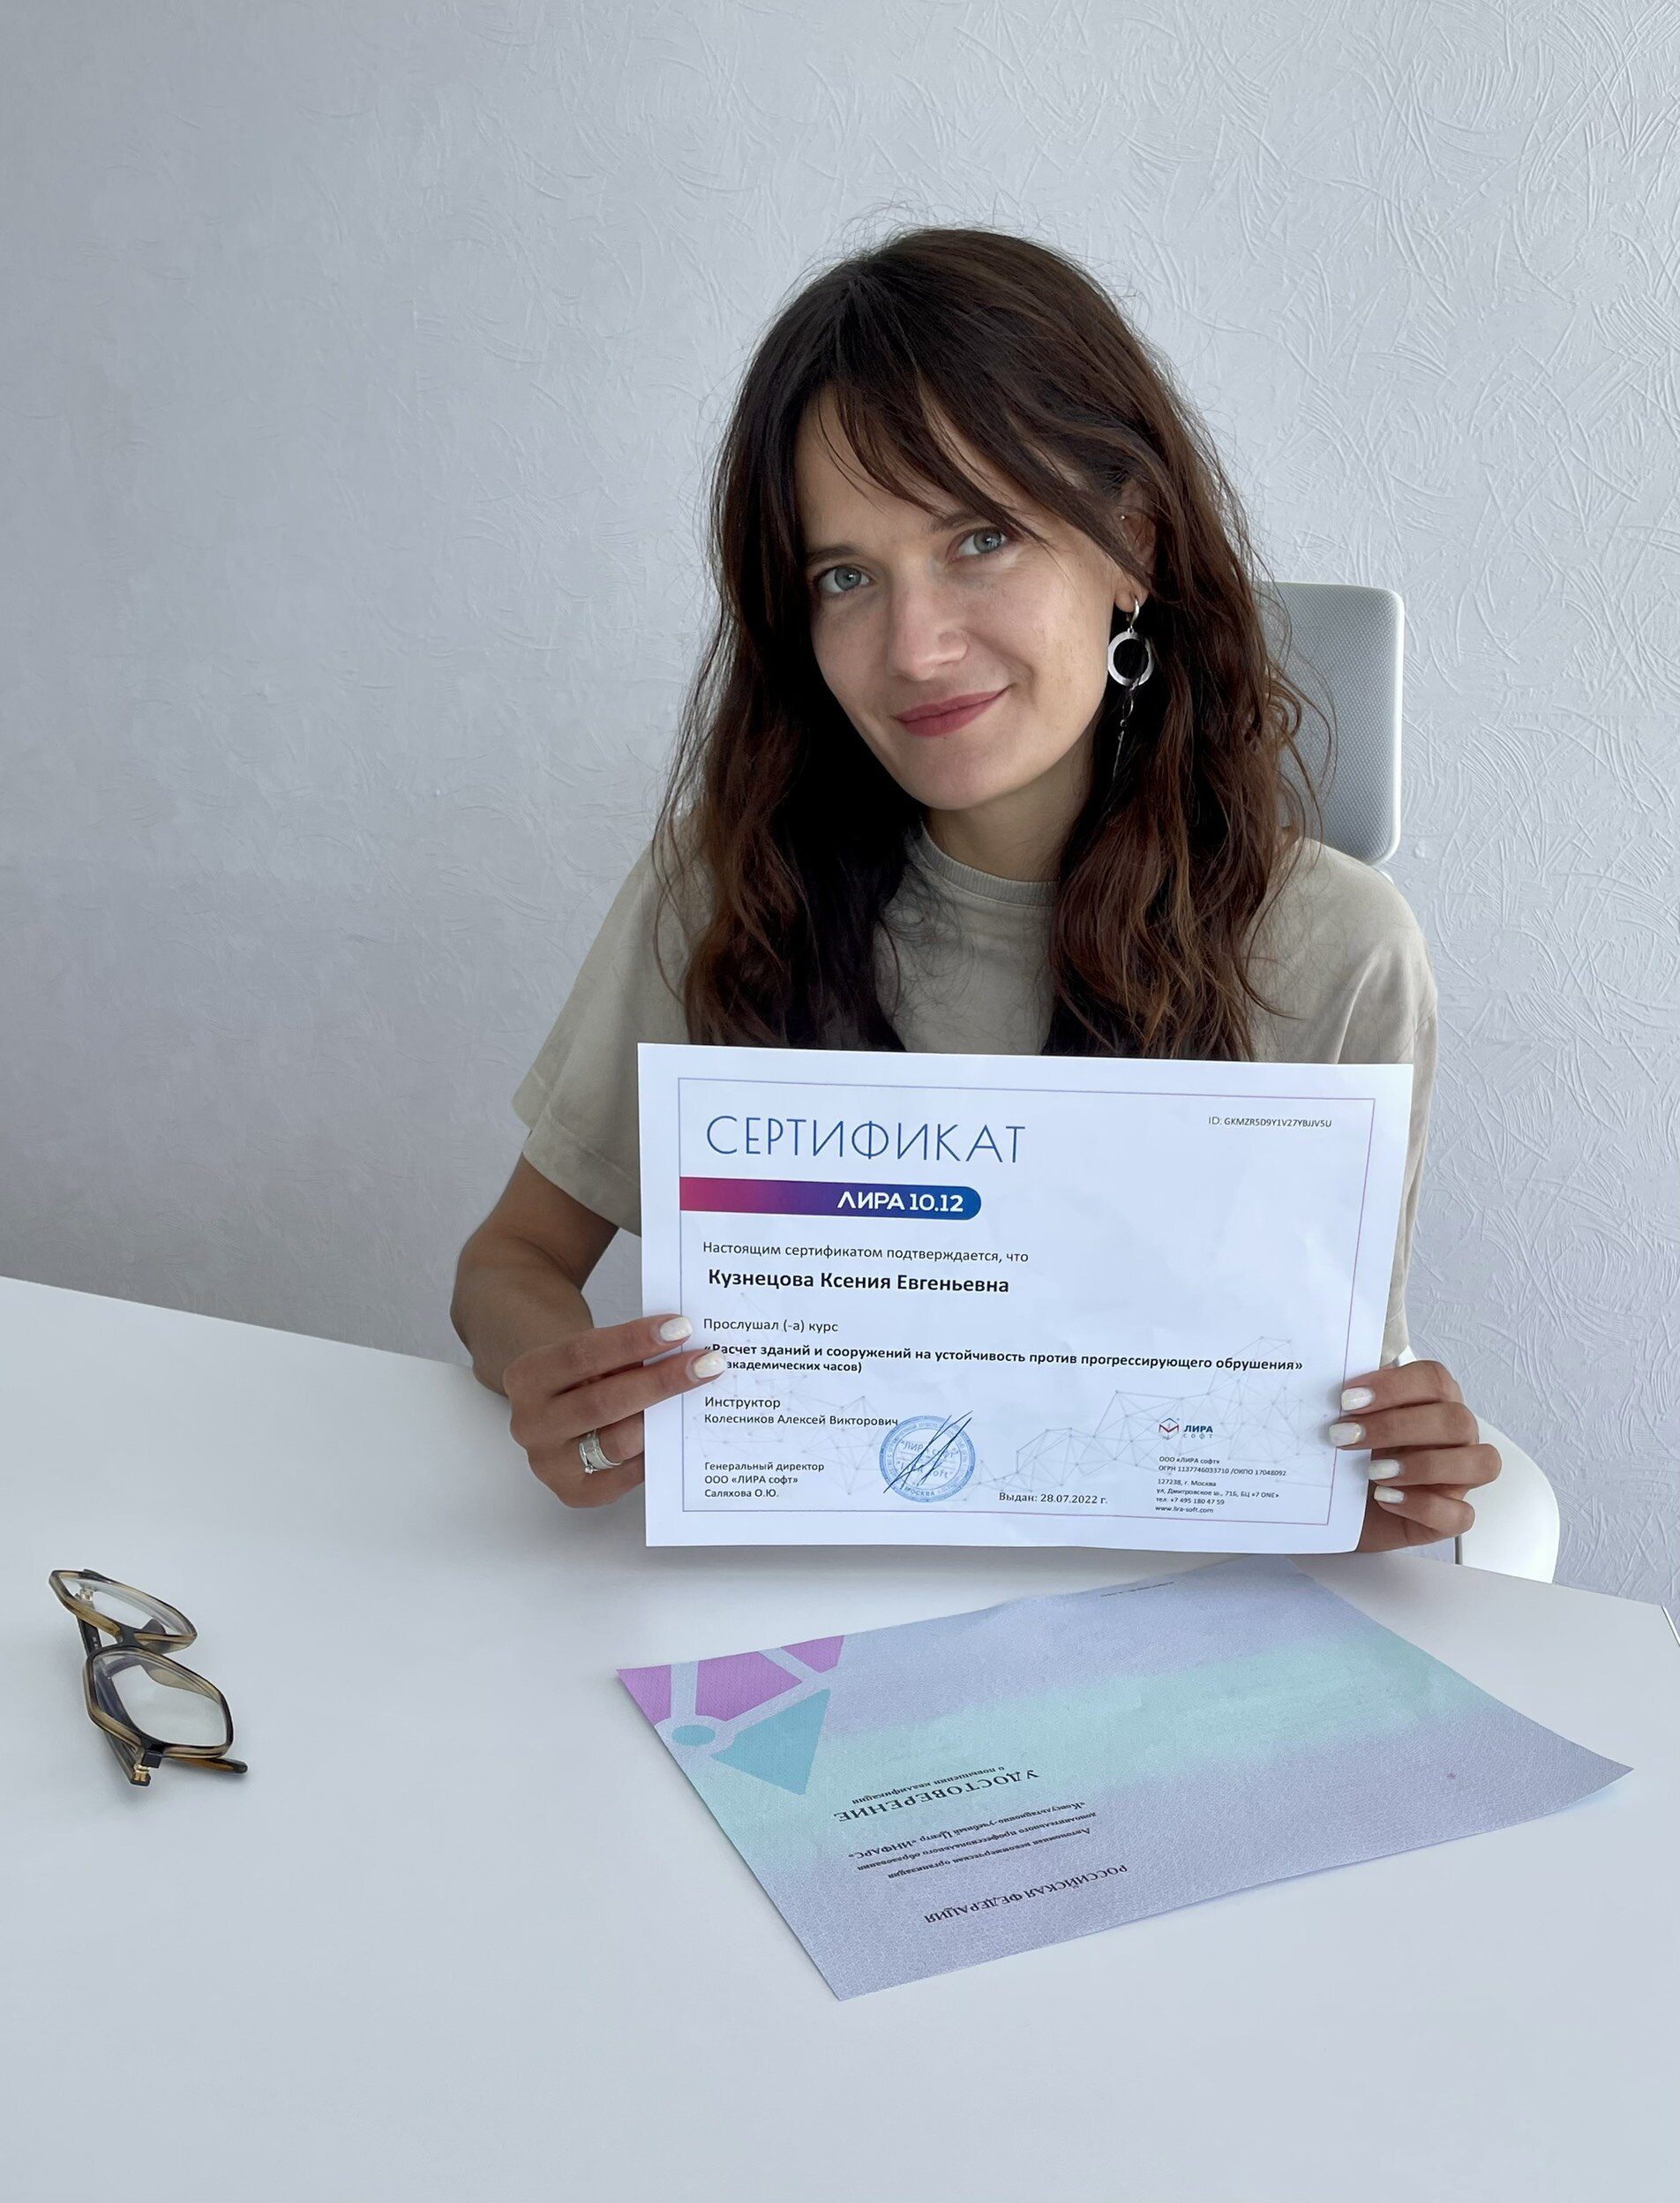 СЕРТИФИКАТ
ID: GKMZR5D9Y1V27YBJJV5U
ЛИРА 10.12
Настоящим сертификатом подтверждается, что
Кузнецова Ксения Евгеньевна
Прослушал (-а) курс
«Расчет зданий и сооружений на устойчивость против прогрессирующего обрушения»
академических часов)
Инструктор
Колесников Алексей Викторович
Генеральный директор
ООО «ЛИРА софт»
Саляхова О.Ю.
"ЛИРА софт"
МОСКВА
Выдан: 28.07.2022 г.
ЛИРА
софт
ООО «ЛИРА софт»
ОГРН 1137746033710 /ОКПО 17048092
127238, г. Москва
ул. Дмитровское ш., 71Б, БЦ «7 ONE»
тел. +7 495 180 47 59
www.lira-soft.com
РОССИЙСКАЯ ФЕДЕРАЦИЯ
Автономная некоммерческая организация
дополнительного профессионального образования
«Консультационно-учебный Центр «ИНФАРС»
УДОСТОВЕРЕНИЕ
о повышении квалификации